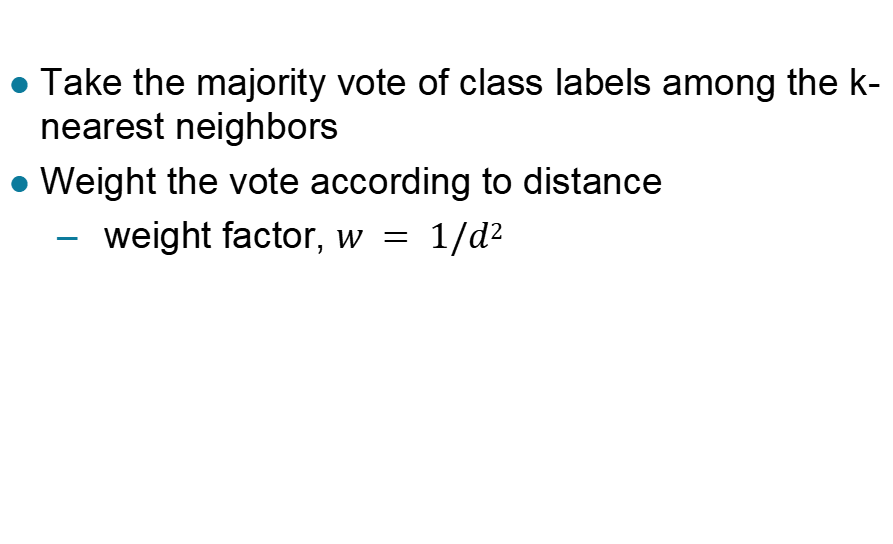 ● Take the majority vote of class labels among the k-
nearest neighbors
● Weight the vote according to distance
– weight factor, w = 1/d²